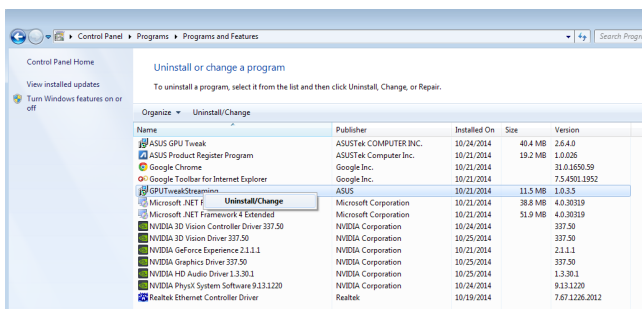 Control Panel ▸ Programs ▸ Programs and Features
Search Progr
Control Panel Home
View installed updates
Turn Windows features on or off
Uninstall or change a program
To uninstall a program, select it from the list and then click Uninstall, Change, or Repair.
Organize Uninstall/Change
Name Publisher Installed On Size Version
ASUS GPU Tweak ASUSTek COMPUTER INC. 10/24/2014 40.4 MB 2.6.4.0
ASUS Product Register Program ASUSTek Computer Inc. 10/21/2014 19.2 MB 1.0.026
Google Chrome Google Inc. 10/21/2014 31.0.1650.59
Google Toolbar for Internet Explorer Google Inc. 10/21/2014 7.5.4501.1952
GPUTweakStreaming ASUS 10/21/2014 11.5 MB 1.0.3.5
Uninstall/Change
Microsoft .NET F Microsoft Corporation 10/21/2014 38.8 MB 4.0.30319
Microsoft .NET Framework 4 Extended Microsoft Corporation 10/21/2014 51.9 MB 4.0.30319
NVIDIA 3D Vision Controller Driver 337.50 NVIDIA Corporation 10/24/2014 337.50
NVIDIA 3D Vision Driver 337.50 NVIDIA Corporation 10/25/2014 337.50
NVIDIA GeForce Experience 2.1.1.1 NVIDIA Corporation 10/21/2014 2.1.1.1
NVIDIA Graphics Driver 337.50 NVIDIA Corporation 10/25/2014 337.50
NVIDIA HD Audio Driver 1.3.30.1 NVIDIA Corporation 10/25/2014 1.3.30.1
NVIDIA PhysX System Software 9.13.1220 NVIDIA Corporation 10/24/2014 9.13.1220
Realtek Ethernet Controller Driver Realtek 10/19/2014 7.67.1226.2012